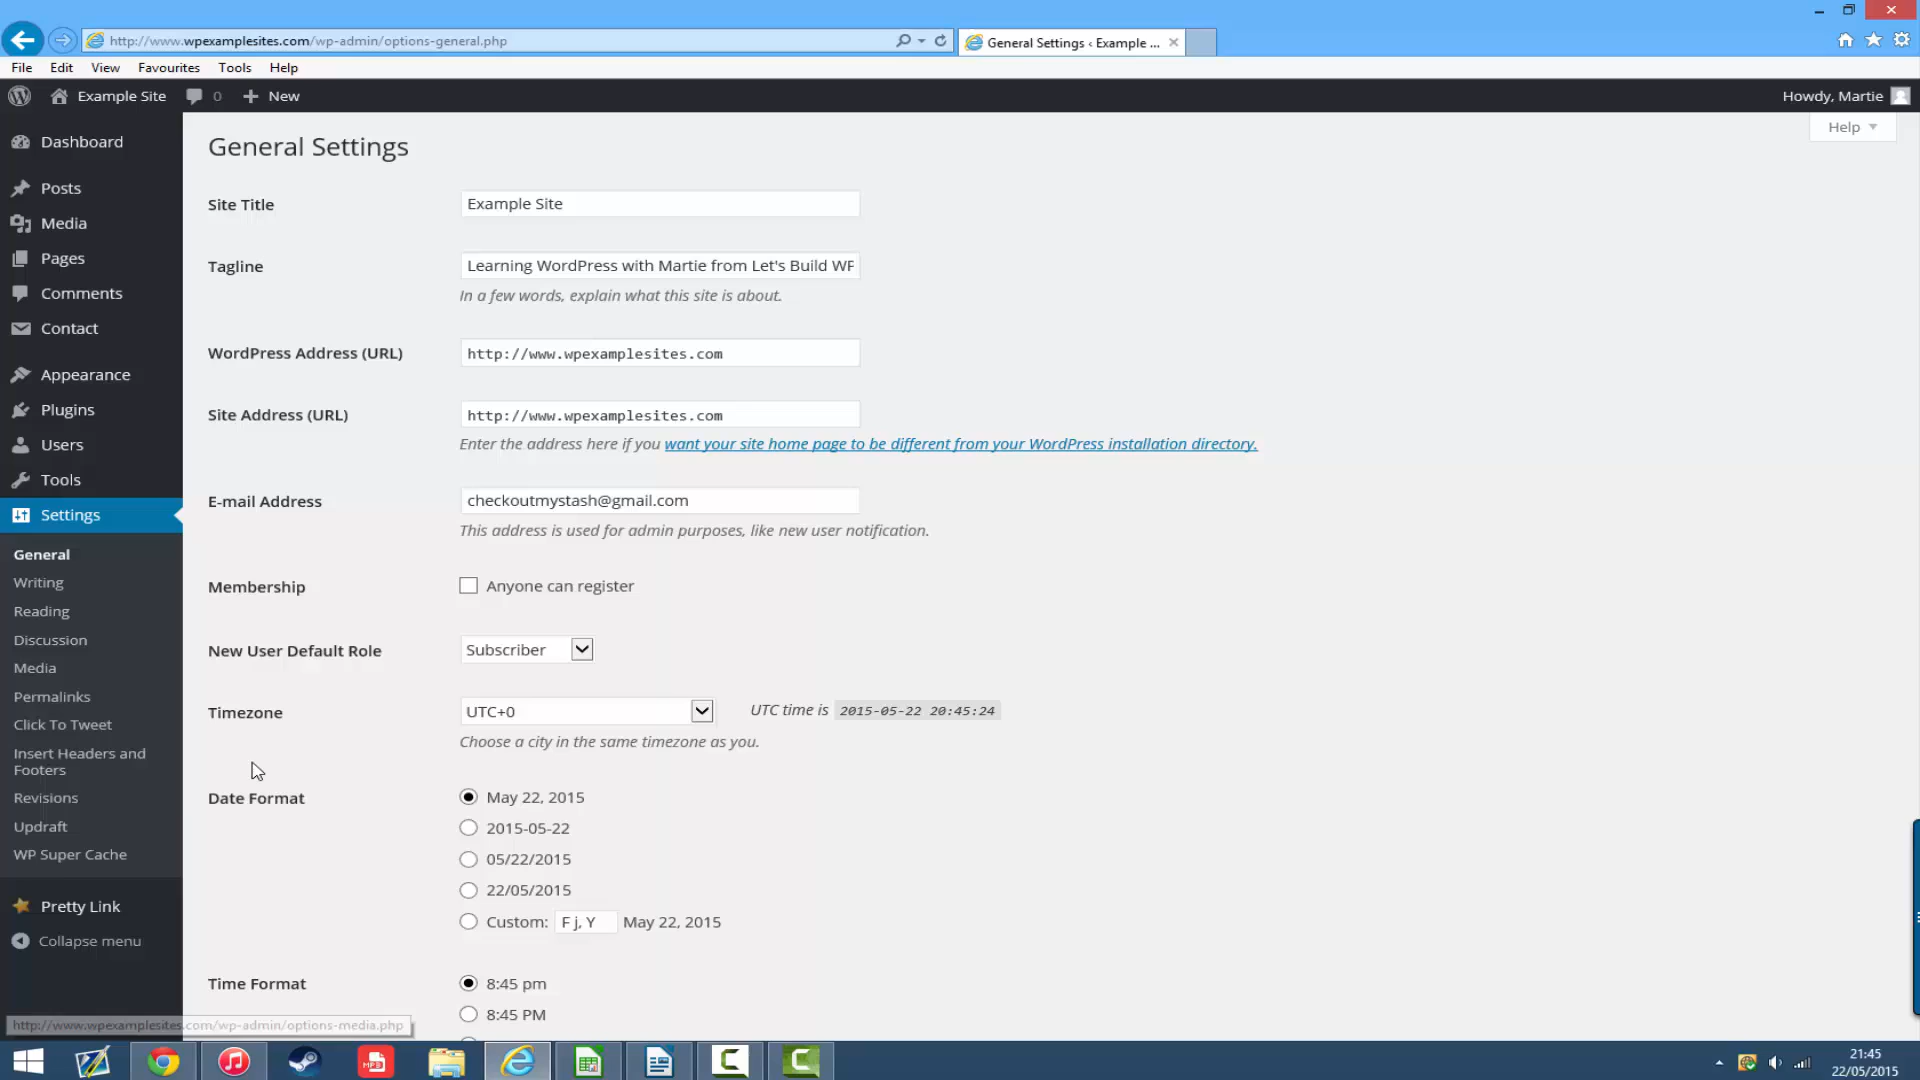 http://www.wpexamplesites.com/wp-admin/options-general.php
General Settings ‹ Example ...
File Edit View Favourites Tools Help
Example Site 0 New
Howdy, Martie
Help
Dashboard
Posts
Media
Pages
Comments
Contact
Appearance
Plugins
Users
Tools
Settings
General
Writing
Reading
Discussion
Media
Permalinks
Click To Tweet
Insert Headers and
Footers
Revisions
Updraft
WP Super Cache
Pretty Link
Collapse menu
General Settings
Site Title Example Site
Tagline Learning WordPress with Martie from Let's Build WP
In a few words, explain what this site is about.
WordPress Address (URL) http://www.wpexamplesites.com
Site Address (URL) http://www.wpexamplesites.com
Enter the address here if you want your site home page to be different from your WordPress installation directory.
E-mail Address checkoutmystash@gmail.com
This address is used for admin purposes, like new user notification.
Membership Anyone can register
New User Default Role Subscriber
Timezone UTC+0 UTC time is 2015-05-22 20:45:24
Choose a city in the same timezone as you.
Date Format May 22, 2015
2015-05-22
05/22/2015
22/05/2015
Custom: F j, Y May 22, 2015
Time Format 8:45 pm
8:45 PM
http://www.wpexamplesites.com/wp-admin/options-media.php
MP3
21:45
22/05/2015